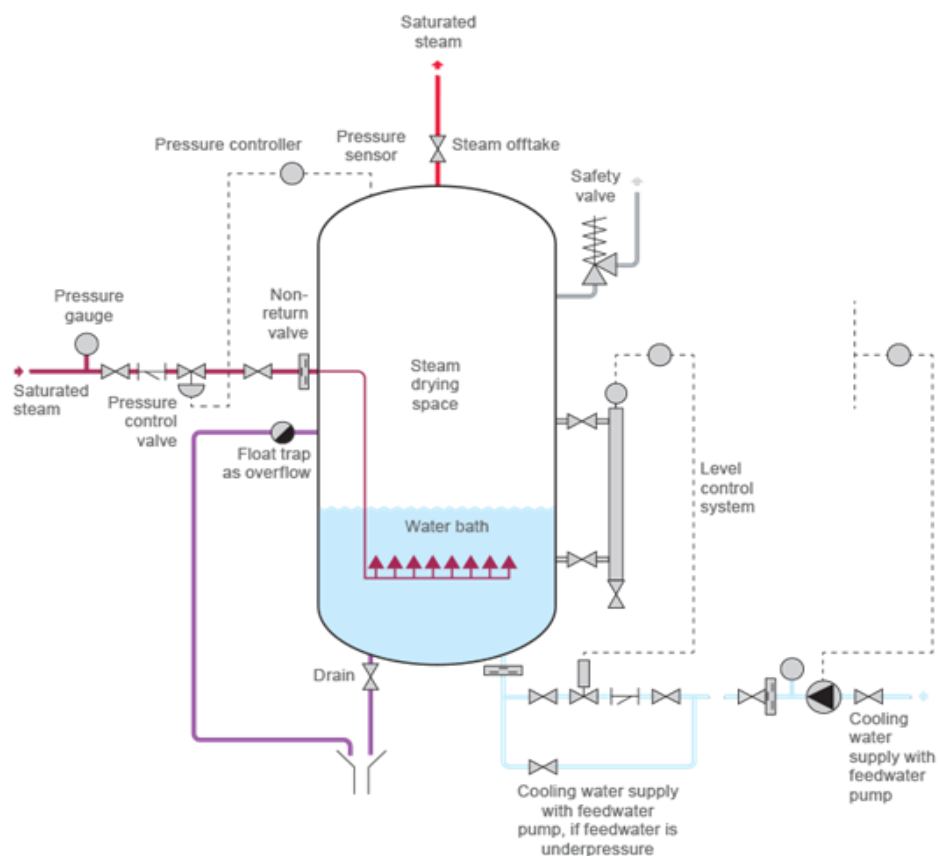 Saturated
steam
Pressure controller
Pressure
sensor
Steam offtake
Safety
valve
Pressure
gauge
Non-
return
valve
Saturated
steam
Pressure
control
valve
Steam
drying
space
Float trap
as overflow
Level
control
system
Water bath
Drain
Cooling
water
supply with
feedwater
pump
Cooling water supply
with feedwater
pump, if feedwater is
underpressure